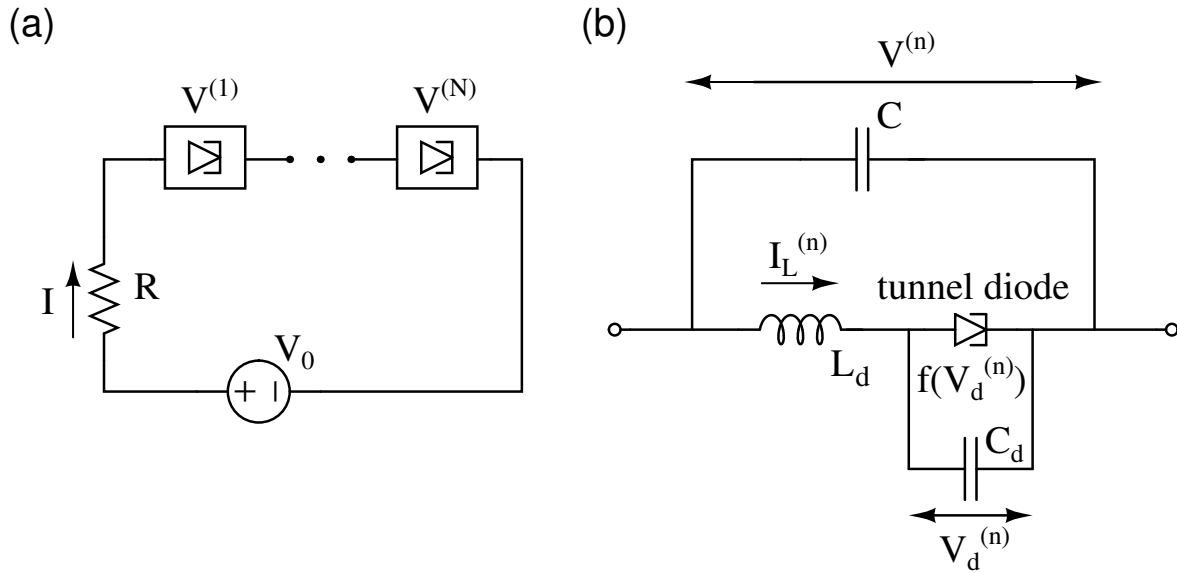 (a)
V^(1)
V^(N)
I
R
V_0
+ −
(b)
V^(n)
C
I_L^(n)
tunnel diode
L_d
f(V_d^(n))
C_d
V_d^(n)